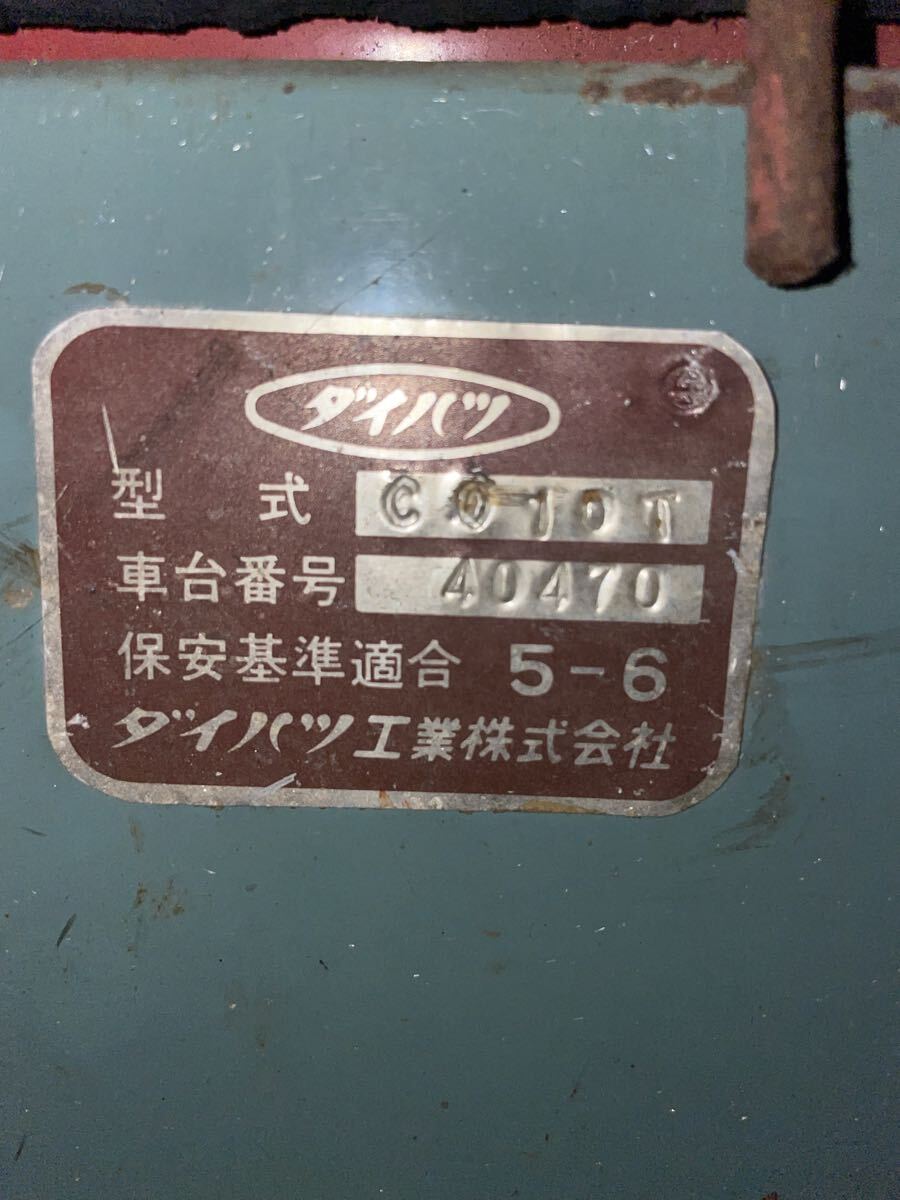 ダイハツ
型式 CO10T
車台番号 40470
保安基準適合 5-6
ダイハツ工業株式会社